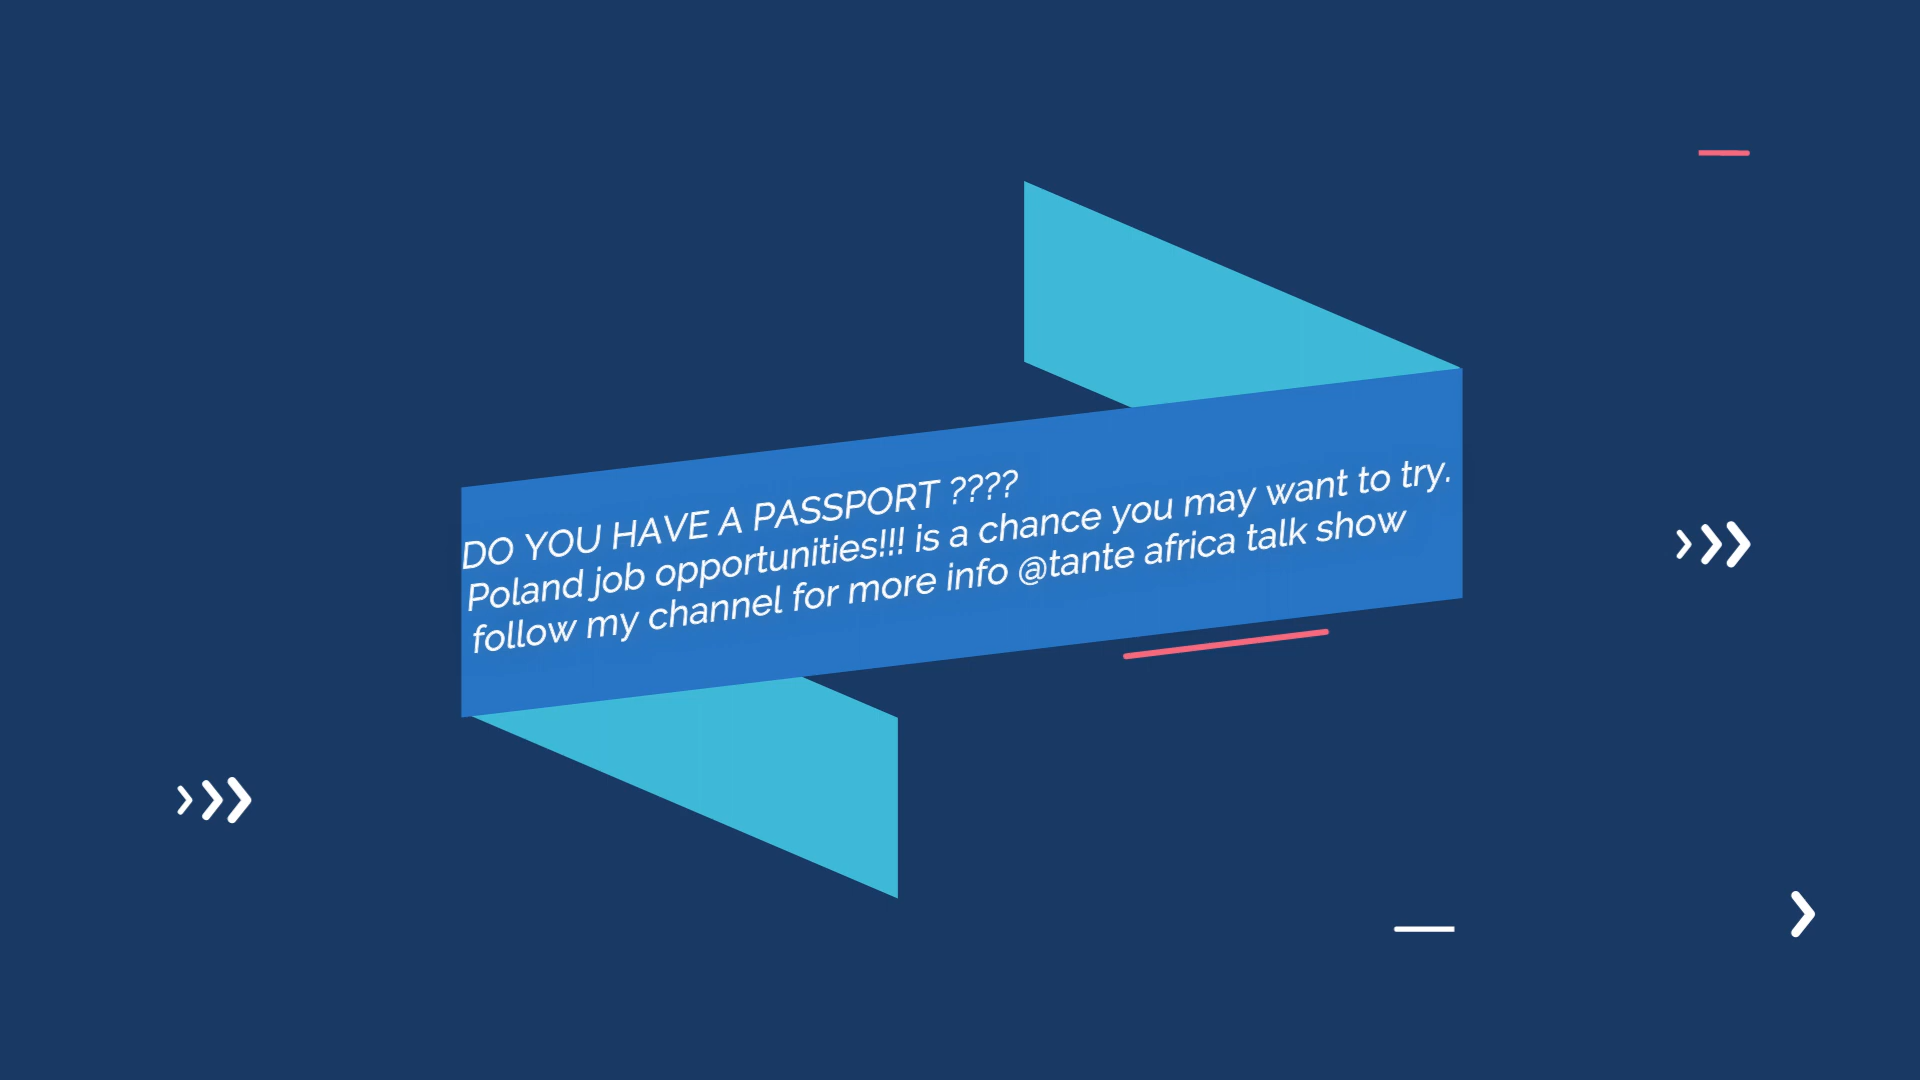 DO YOU HAVE A PASSPORT ????
Poland job opportunities!!! is a chance you may want to try.
follow my channel for more info @tante africa talk show